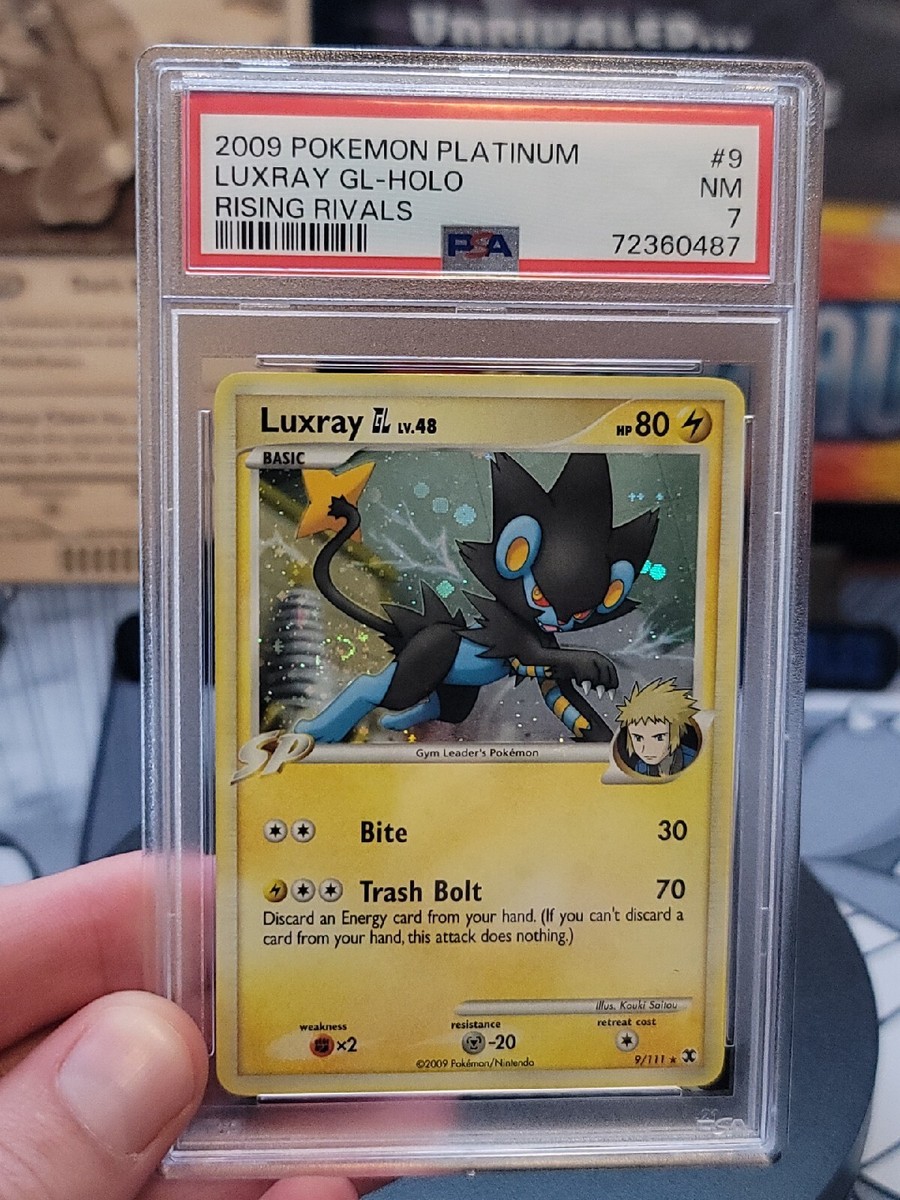 UNRIVALED...
2009 POKEMON PLATINUM #9
LUXRAY GL-HOLO NM
RISING RIVALS 7
PSA 72360487
Luxray GL LV.48 HP 80
BASIC
SP Gym Leader's Pokémon
Bite 30
Trash Bolt 70
Discard an Energy card from your hand. (If you can't discard a
card from your hand, this attack does nothing.)
Illus. Kouki Saitou
weakness resistance retreat cost
×2 -20
©2009 Pokémon/Nintendo 9/111